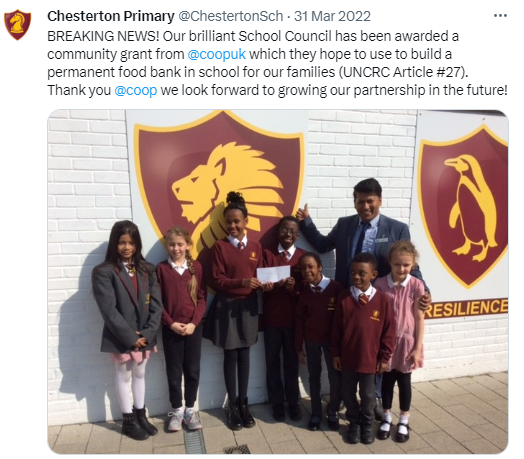 Chesterton Primary @ChestertonSch · 31 Mar 2022
BREAKING NEWS! Our brilliant School Council has been awarded a
community grant from @coopuk which they hope to use to build a
permanent food bank in school for our families (UNCRC Article #27).
Thank you @coop we look forward to growing our partnership in the future!
RESILIENCE